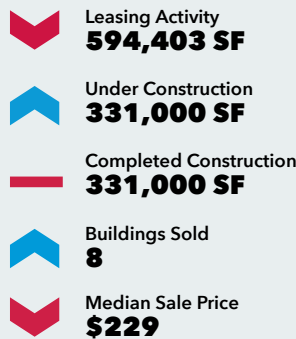 Leasing Activity
594,403 SF
Under Construction
331,000 SF
Completed Construction
331,000 SF
Buildings Sold
8
Median Sale Price
$229